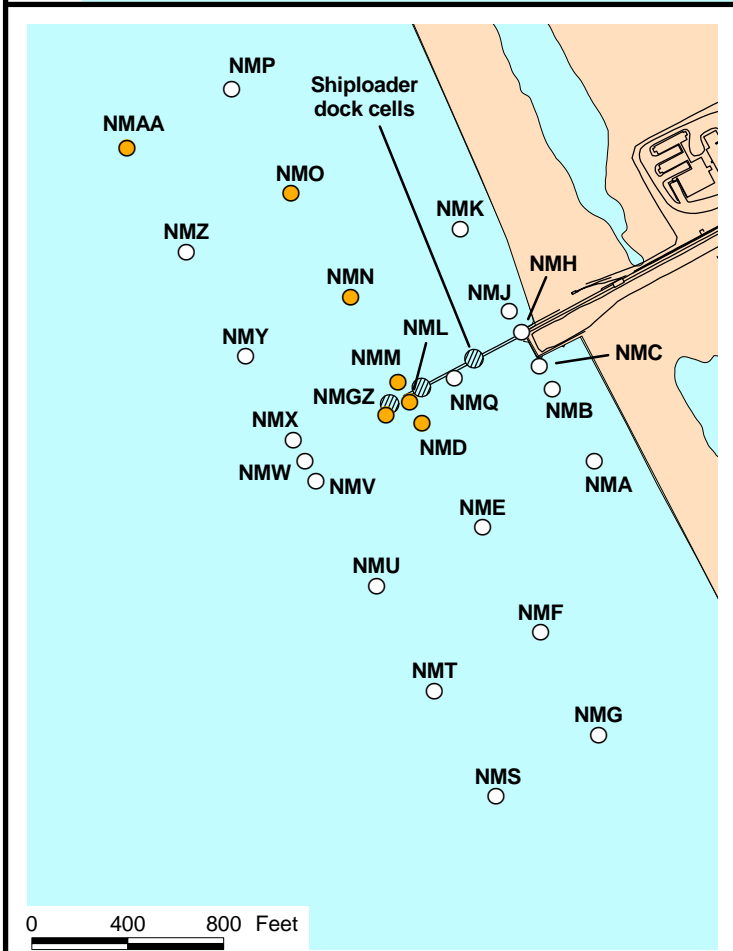 NMP
Shiploader
dock cells
NMAA
NMO
NMK
NMZ
NMH
NMN
NMJ
NML
NMY
NMM
NMC
NMGZ
NMQ
NMB
NMX
NMD
NMW
NMV
NMA
NME
NMU
NMF
NMT
NMG
NMS
0 400 800 Feet